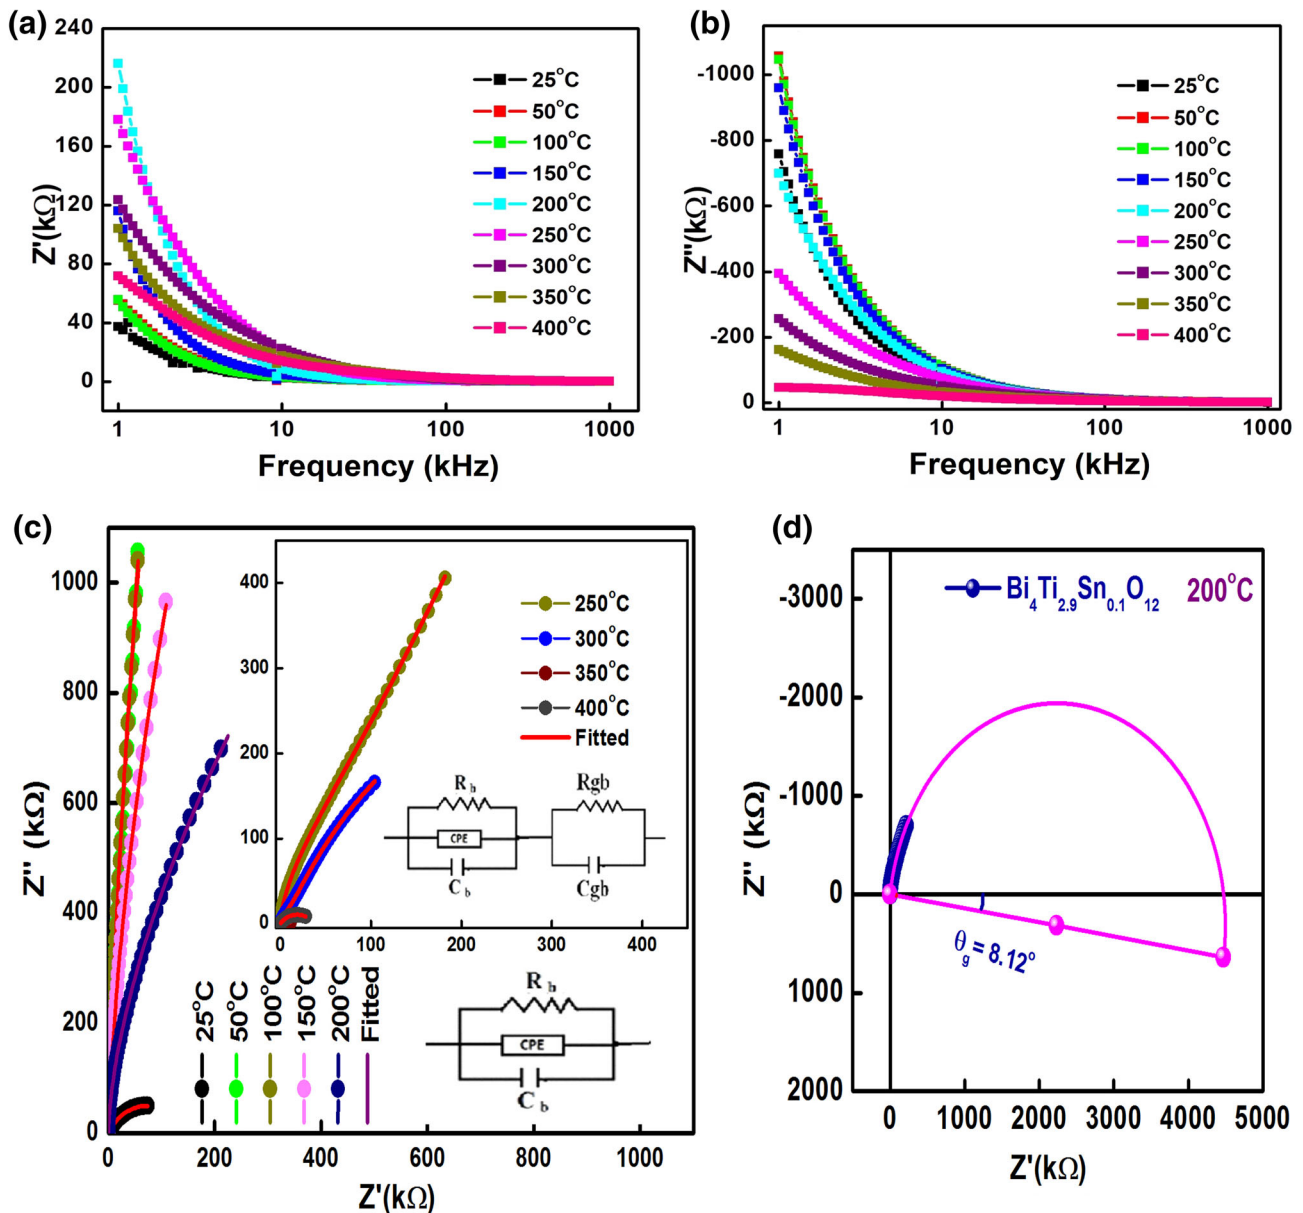 (a)
240
200
160
120
80
40
0
Z'(kΩ)
25°C
50°C
100°C
150°C
200°C
250°C
300°C
350°C
400°C
1 10 100 1000
Frequency (kHz)
(b)
-1000
-800
-600
-400
-200
0
Z"(kΩ)
25°C
50°C
100°C
150°C
200°C
250°C
300°C
350°C
400°C
1 10 100 1000
Frequency (kHz)
(c)
1000
800
600
400
200
0
Z" (kΩ)
400
300
200
100
0
250°C
300°C
350°C
400°C
Fitted
R b
CPE
C b
Rgb
Cgb
0 100 200 300 400
25°C
50°C
100°C
150°C
200°C
Fitted
R b
CPE
C b
0 200 400 600 800 1000
Z'(kΩ)
(d)
-3000
-2000
-1000
0
1000
2000
Z" (kΩ)
Bi4Ti2.9Sn0.1O12 200°C
θg = 8.12°
0 1000 2000 3000 4000 5000
Z'(kΩ)